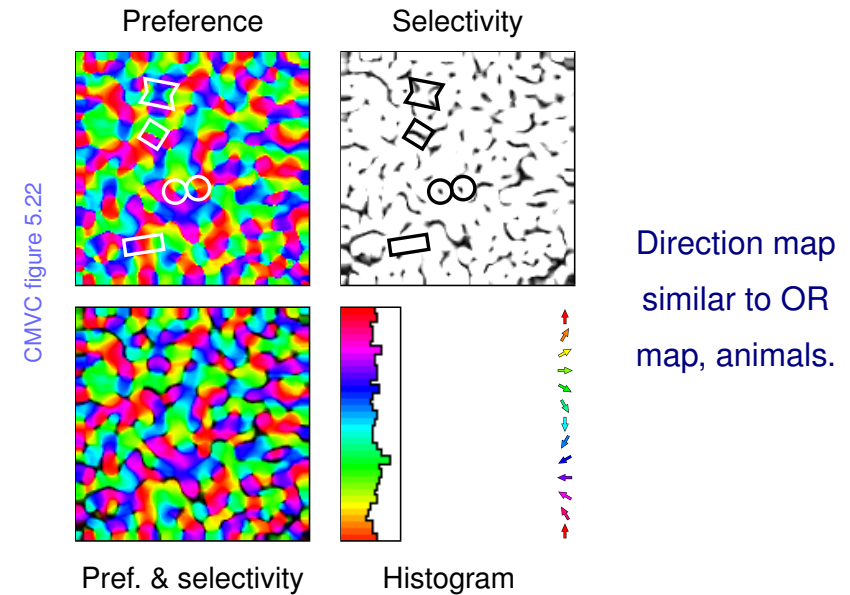 Preference
Selectivity
CMVC figure 5.22
Direction map
similar to OR
map, animals.
Pref. & selectivity
Histogram